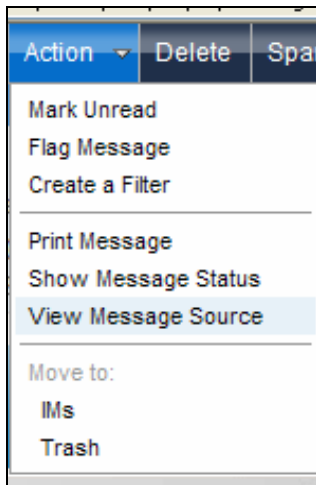 Action Delete Spa
Mark Unread
Flag Message
Create a Filter
Print Message
Show Message Status
View Message Source
Move to:
IMs
Trash